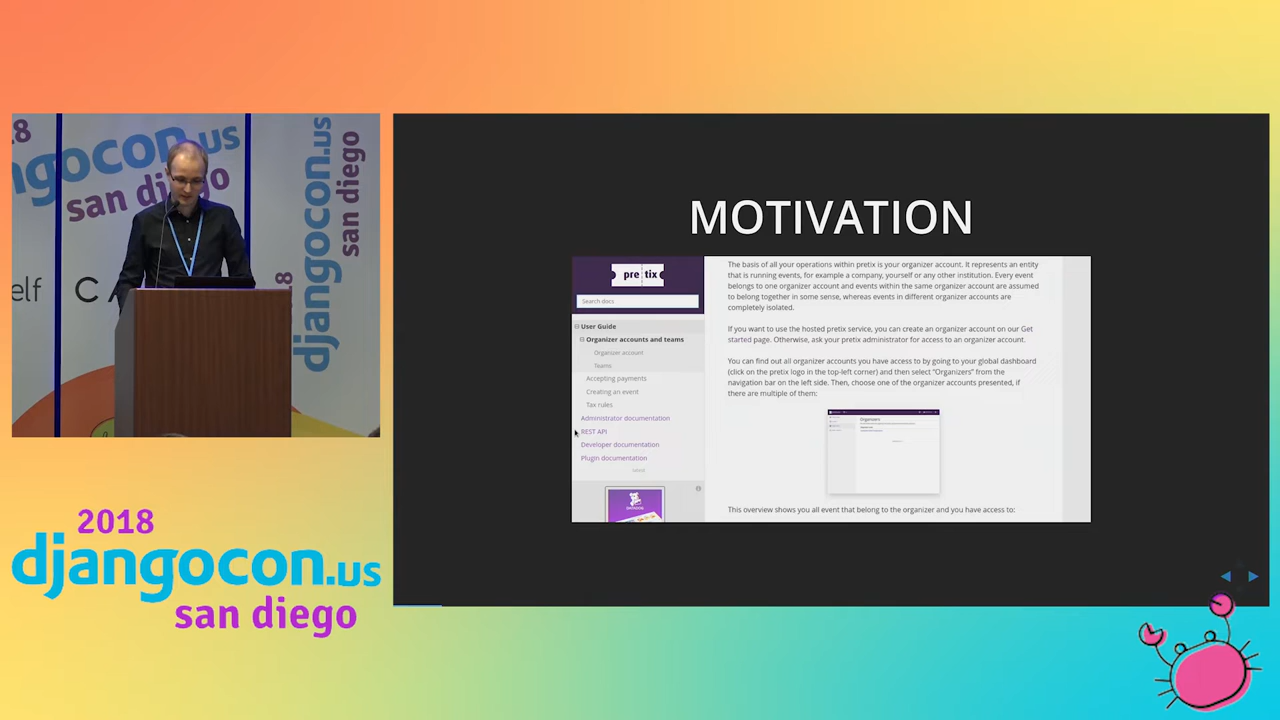 18
djangocon.us
san diego
elf
C A
18
djangocon.us
san diego
2018
djangocon.us
san diego
MOTIVATION
pretix
Search docs
User Guide
Organizer accounts and teams
Organizer account
Teams
Accepting payments
Creating an event
Tax rules
Administrator documentation
REST API
Developer documentation
Plugin documentation
The basis of all your operations within pretix is your organizer account. It represents an entity
that is running events, for example a company, yourself or any other institution. Every event
belongs to one organizer account and events within the same organizer account are assumed
to belong together in some sense, whereas events in different organizer accounts are
completely isolated.
If you want to use the hosted pretix service, you can create an organizer account on our Get
started page. Otherwise, ask your pretix administrator for access to an organizer account.
You can find out all organizer accounts you have access to by going to your global dashboard
(click on the pretix logo in the top-left corner) and then select "Organizers" from the
navigation bar on the left side. Then, choose one of the organizer accounts presented, if
there are multiple of them:
Organizers
This overview shows you all event that belong to the organizer and you have access to: